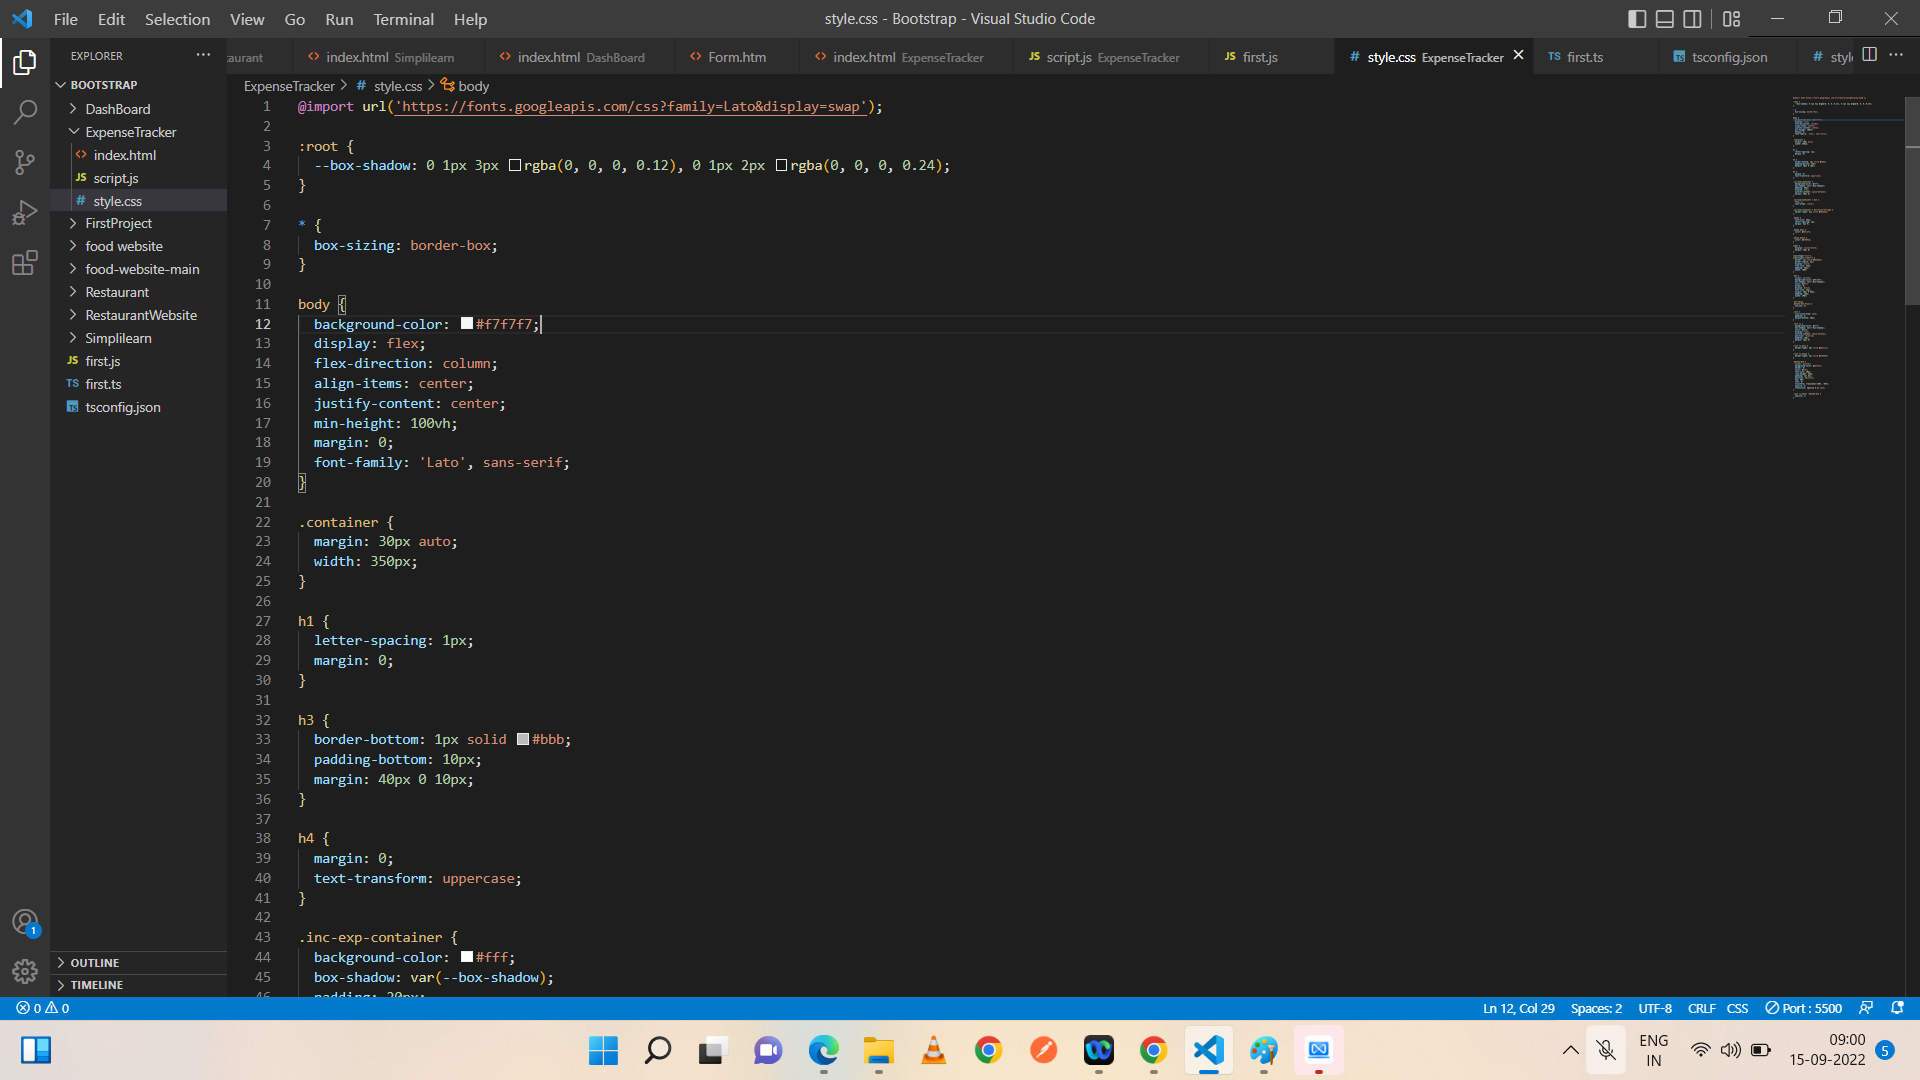 File Edit Selection View Go Run Terminal Help
style.css - Bootstrap - Visual Studio Code
EXPLORER
BOOTSTRAP
DashBoard
ExpenseTracker
index.html
script.js
style.css
FirstProject
food website
food-website-main
Restaurant
RestaurantWebsite
Simplilearn
JS first.js
TS first.ts
tsconfig.json
OUTLINE
TIMELINE
aurant
index.html Simplilearn
index.html DashBoard
Form.htm
index.html ExpenseTracker
JS script.js ExpenseTracker
JS first.js
# style.css ExpenseTracker
TS first.ts
tsconfig.json
# styl
ExpenseTracker > # style.css > body
1 @import url('https://fonts.googleapis.com/css?family=Lato&display=swap');
2
3 :root {
4 --box-shadow: 0 1px 3px rgba(0, 0, 0, 0.12), 0 1px 2px rgba(0, 0, 0, 0.24);
5 }
6
7 * {
8 box-sizing: border-box;
9 }
10
11 body {
12 background-color: #f7f7f7;
13 display: flex;
14 flex-direction: column;
15 align-items: center;
16 justify-content: center;
17 min-height: 100vh;
18 margin: 0;
19 font-family: 'Lato', sans-serif;
20 }
21
22 .container {
23 margin: 30px auto;
24 width: 350px;
25 }
26
27 h1 {
28 letter-spacing: 1px;
29 margin: 0;
30 }
31
32 h3 {
33 border-bottom: 1px solid #bbb;
34 padding-bottom: 10px;
35 margin: 40px 0 10px;
36 }
37
38 h4 {
39 margin: 0;
40 text-transform: uppercase;
41 }
42
43 .inc-exp-container {
44 background-color: #fff;
45 box-shadow: var(--box-shadow);
46 padding: 20px;
1
0 0
Ln 12, Col 29 Spaces: 2 UTF-8 CRLF CSS Port : 5500
ENG
IN
09:00
15-09-2022
5